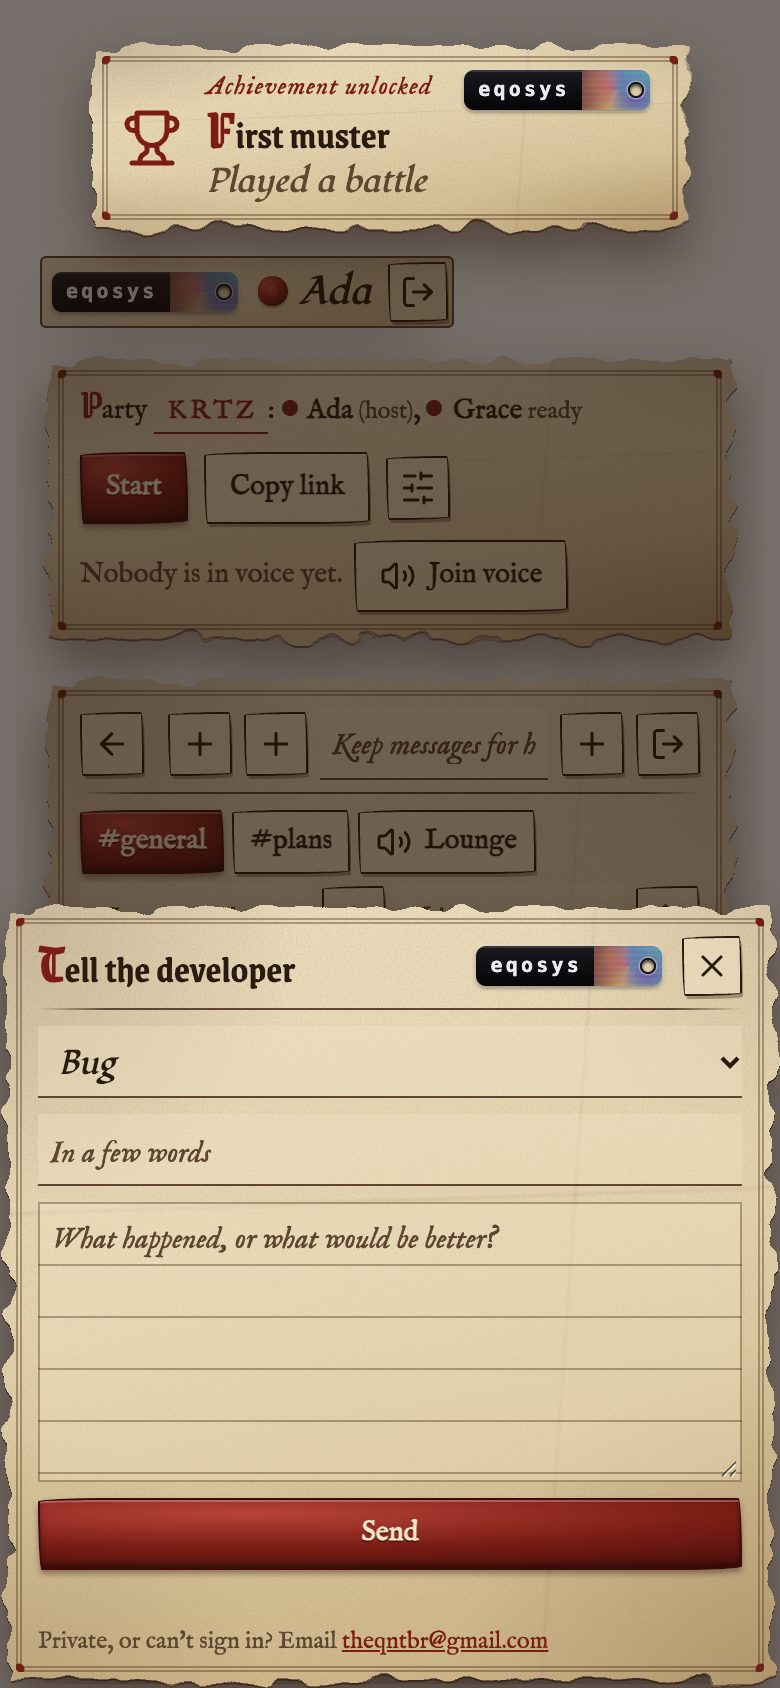 Achievement unlocked
eqosys
First muster
Played a battle
eqosys
Ada
Party KRTZ : Ada (host), Grace ready
Start
Copy link
Nobody is in voice yet.
Join voice
Keep messages for h
#general
#plans
Lounge
Tell the developer
eqosys
Bug
In a few words
What happened, or what would be better?
Send
Private, or can't sign in? Email theqntbr@gmail.com